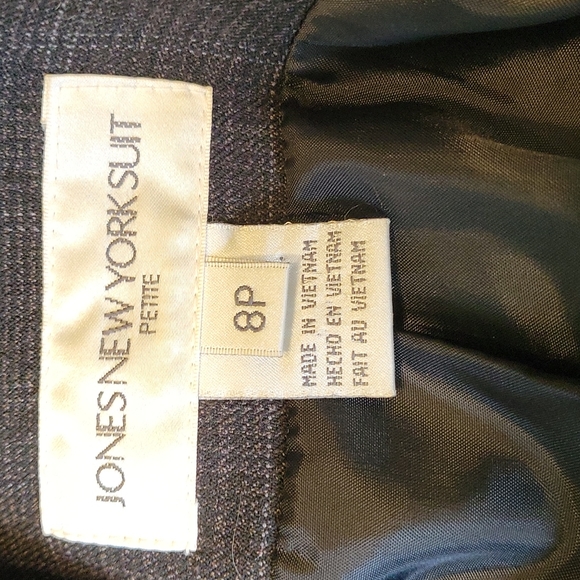 JONES NEW YORK SUIT
PETITE
8P
MADE IN VIETNAM
HECHO EN VIETNAM
FAIT AU VIETNAM